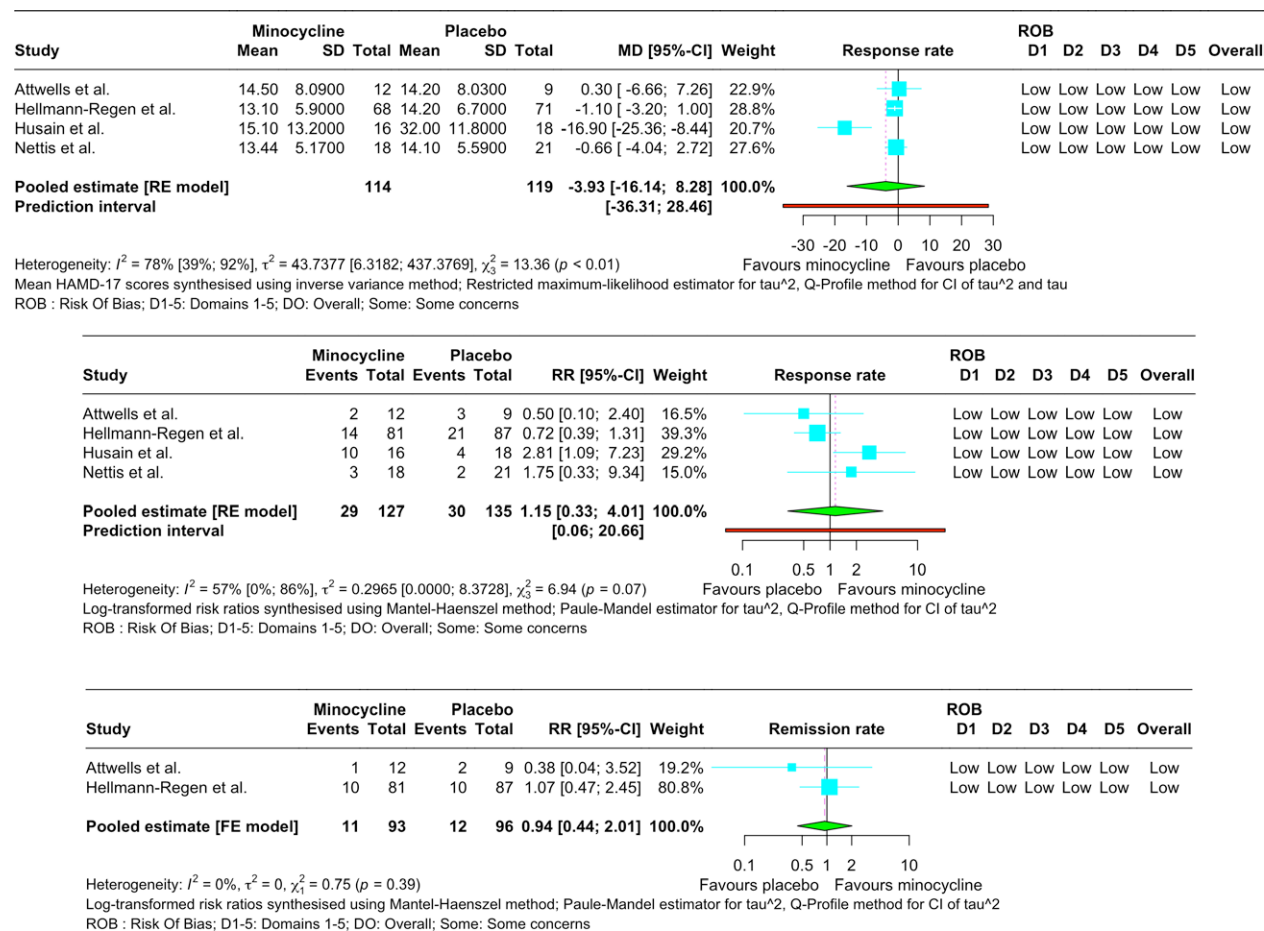 Minocycline Placebo ROB
Study Mean SD Total Mean SD Total MD [95%-CI] Weight Response rate D1 D2 D3 D4 D5 Overall
Attwells et al. 14.50 8.0900 12 14.20 8.0300 9 0.30 [ -6.66; 7.26] 22.9% Low Low Low Low Low Low
Hellmann-Regen et al. 13.10 5.9000 68 14.20 6.7000 71 -1.10 [ -3.20; 1.00] 28.8% Low Low Low Low Low Low
Husain et al. 15.10 13.2000 16 32.00 11.8000 18 -16.90 [-25.36; -8.44] 20.7% Low Low Low Low Low Low
Nettis et al. 13.44 5.1700 18 14.10 5.5900 21 -0.66 [ -4.04; 2.72] 27.6% Low Low Low Low Low Low
Pooled estimate [RE model] 114 119 -3.93 [-16.14; 8.28] 100.0%
Prediction interval [-36.31; 28.46]
-30 -20 -10 0 10 20 30
Favours minocycline Favours placebo
Heterogeneity: I² = 78% [39%; 92%], τ² = 43.7377 [6.3182; 437.3769], χ²₃ = 13.36 (p < 0.01)
Mean HAMD-17 scores synthesised using inverse variance method; Restricted maximum-likelihood estimator for tau^2, Q-Profile method for CI of tau^2 and tau
ROB : Risk Of Bias; D1-5: Domains 1-5; DO: Overall; Some: Some concerns
Minocycline Placebo ROB
Study Events Total Events Total RR [95%-CI] Weight Response rate D1 D2 D3 D4 D5 Overall
Attwells et al. 2 12 3 9 0.50 [0.10; 2.40] 16.5% Low Low Low Low Low Low
Hellmann-Regen et al. 14 81 21 87 0.72 [0.39; 1.31] 39.3% Low Low Low Low Low Low
Husain et al. 10 16 4 18 2.81 [1.09; 7.23] 29.2% Low Low Low Low Low Low
Nettis et al. 3 18 2 21 1.75 [0.33; 9.34] 15.0% Low Low Low Low Low Low
Pooled estimate [RE model] 29 127 30 135 1.15 [0.33; 4.01] 100.0%
Prediction interval [0.06; 20.66]
0.1 0.5 1 2 10
Favours placebo Favours minocycline
Heterogeneity: I² = 57% [0%; 86%], τ² = 0.2965 [0.0000; 8.3728], χ²₃ = 6.94 (p = 0.07)
Log-transformed risk ratios synthesised using Mantel-Haenszel method; Paule-Mandel estimator for tau^2, Q-Profile method for CI of tau^2
ROB : Risk Of Bias; D1-5: Domains 1-5; DO: Overall; Some: Some concerns
Minocycline Placebo ROB
Study Events Total Events Total RR [95%-CI] Weight Remission rate D1 D2 D3 D4 D5 Overall
Attwells et al. 1 12 2 9 0.38 [0.04; 3.52] 19.2% Low Low Low Low Low Low
Hellmann-Regen et al. 10 81 10 87 1.07 [0.47; 2.45] 80.8% Low Low Low Low Low Low
Pooled estimate [FE model] 11 93 12 96 0.94 [0.44; 2.01] 100.0%
0.1 0.5 1 2 10
Favours placebo Favours minocycline
Heterogeneity: I² = 0%, τ² = 0, χ²₁ = 0.75 (p = 0.39)
Log-transformed risk ratios synthesised using Mantel-Haenszel method; Paule-Mandel estimator for tau^2, Q-Profile method for CI of tau^2
ROB : Risk Of Bias; D1-5: Domains 1-5; DO: Overall; Some: Some concerns